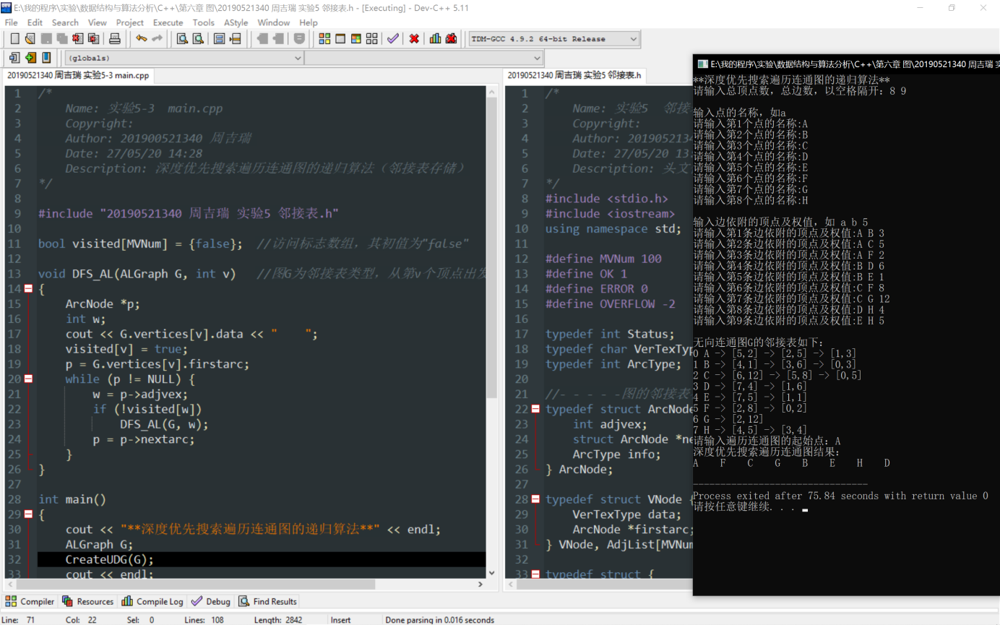 E:\我的程序\实验\数据结构与算法分析\C++\第六章 图\20190521340 周吉瑞 实验5 邻接表.h - [Executing] - Dev-C++ 5.11
File Edit Search View Project Execute Tools AStyle Window Help
TDM-GCC 4.9.2 64-bit Release
(globals)
20190521340 周吉瑞 实验5-3 main.cpp
1 /*
2 Name: 实验5-3 main.cpp
3 Copyright:
4 Author: 201900521340 周吉瑞
5 Date: 27/05/20 14:28
6 Description: 深度优先搜索遍历连通图的递归算法（邻接表存储）
7 */
8
9 #include "20190521340 周吉瑞 实验5 邻接表.h"
10
11 bool visited[MVNum] = {false}; //访问标志数组，其初值为"false"
12
13 void DFS_AL(ALGraph G, int v) //图G为邻接表类型，从第v个顶点出发
14 {
15 ArcNode *p;
16 int w;
17 cout << G.vertices[v].data << "    ";
18 visited[v] = true;
19 p = G.vertices[v].firstarc;
20 while (p != NULL) {
21 w = p->adjvex;
22 if (!visited[w])
23 DFS_AL(G, w);
24 p = p->nextarc;
25 }
26 }
27
28 int main()
29 {
30 cout << "**深度优先搜索遍历连通图的递归算法**" << endl;
31 ALGraph G;
32 CreateUDG(G);
33 cout << endl;
20190521340 周吉瑞 实验5 邻接表.h
1 /*
2 Name: 实验5 邻接
3 Copyright:
4 Author: 2019052134
5 Date: 27/05/20 13:
6 Description: 头文
7 */
8 #include <stdio.h>
9 #include <iostream>
10 using namespace std;
11
12 #define MVNum 100
13 #define OK 1
14 #define ERROR 0
15 #define OVERFLOW -2
16
17 typedef int Status;
18 typedef char VerTexTyp
19 typedef int ArcType;
20
21 //- - - - -图的邻接表
22 typedef struct ArcNode
23 int adjvex;
24 struct ArcNode *ne
25 ArcType info;
26 } ArcNode;
27
28 typedef struct VNode {
29 VerTexType data;
30 ArcNode *firstarc;
31 } VNode, AdjList[MVNum
32
33 typedef struct {
E:\我的程序\实验\数据结构与算法分析\C++\第六章 图\20190521340 周吉瑞 实
**深度优先搜索遍历连通图的递归算法**
请输入总顶点数，总边数，以空格隔开：8 9
输入点的名称，如a
请输入第1个点的名称:A
请输入第2个点的名称:B
请输入第3个点的名称:C
请输入第4个点的名称:D
请输入第5个点的名称:E
请输入第6个点的名称:F
请输入第7个点的名称:G
请输入第8个点的名称:H
输入边依附的顶点及权值，如 a b 5
请输入第1条边依附的顶点及权值:A B 3
请输入第2条边依附的顶点及权值:A C 5
请输入第3条边依附的顶点及权值:A F 2
请输入第4条边依附的顶点及权值:B D 6
请输入第5条边依附的顶点及权值:B E 1
请输入第6条边依附的顶点及权值:C F 8
请输入第7条边依附的顶点及权值:C G 12
请输入第8条边依附的顶点及权值:D H 4
请输入第9条边依附的顶点及权值:E H 5
无向连通图G的邻接表如下：
0 A -> [5,2] -> [2,5] -> [1,3]
1 B -> [4,1] -> [3,6] -> [0,3]
2 C -> [6,12] -> [5,8] -> [0,5]
3 D -> [7,4] -> [1,6]
4 E -> [7,5] -> [1,1]
5 F -> [2,8] -> [0,2]
6 G -> [2,12]
7 H -> [4,5] -> [3,4]
请输入遍历连通图的起始点：A
深度优先搜索遍历连通图结果：
A F C G B E H D
--------------------------------
Process exited after 75.84 seconds with return value 0
请按任意键继续. . .
Compiler Resources Compile Log Debug Find Results
Line: 71 Col: 22 Sel: 0 Lines: 108 Length: 2842 Insert Done parsing in 0.016 seconds